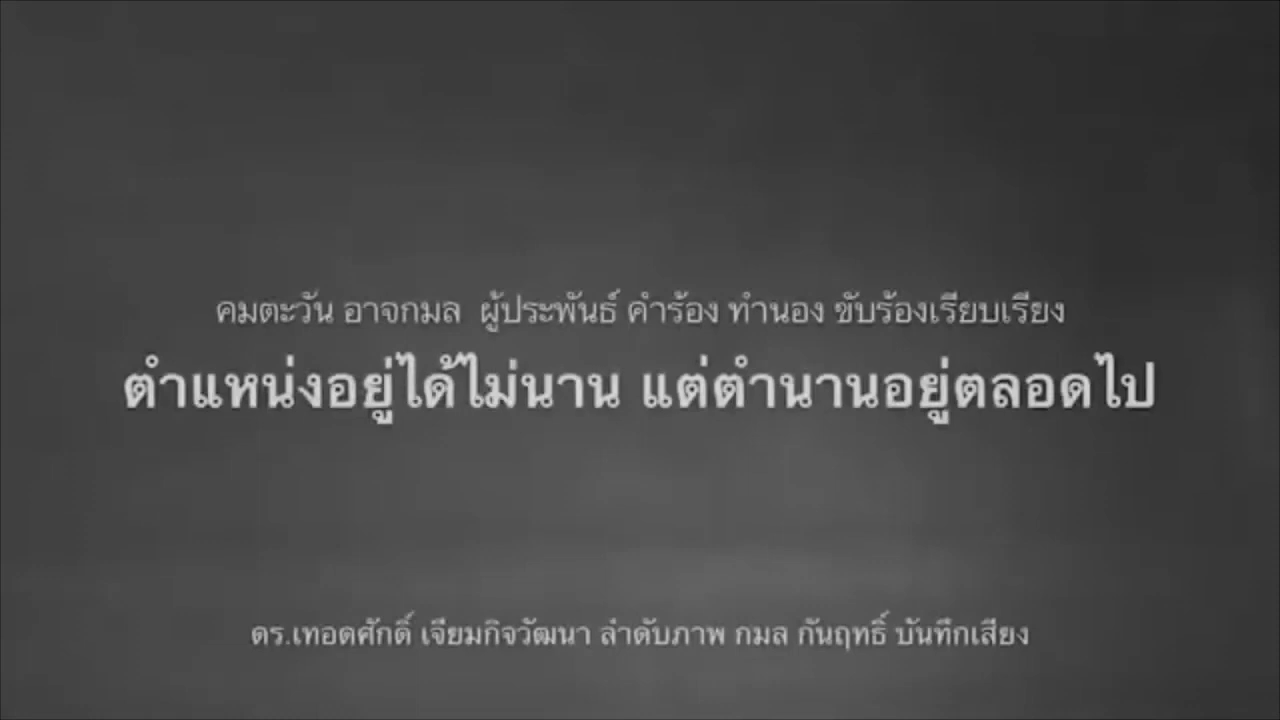 คมตะวัน อาจกมล ผู้ประพันธ์ คำร้อง ทำนอง ขับร้องเรียบเรียง
ตำแหน่งอยู่ได้ไม่นาน แต่ตำนานอยู่ตลอดไป
ดร.เทอดศักดิ์ เจียมกิจวัฒนา ลำดับภาพ กมล กันฤทธิ์ บันทึกเสียง